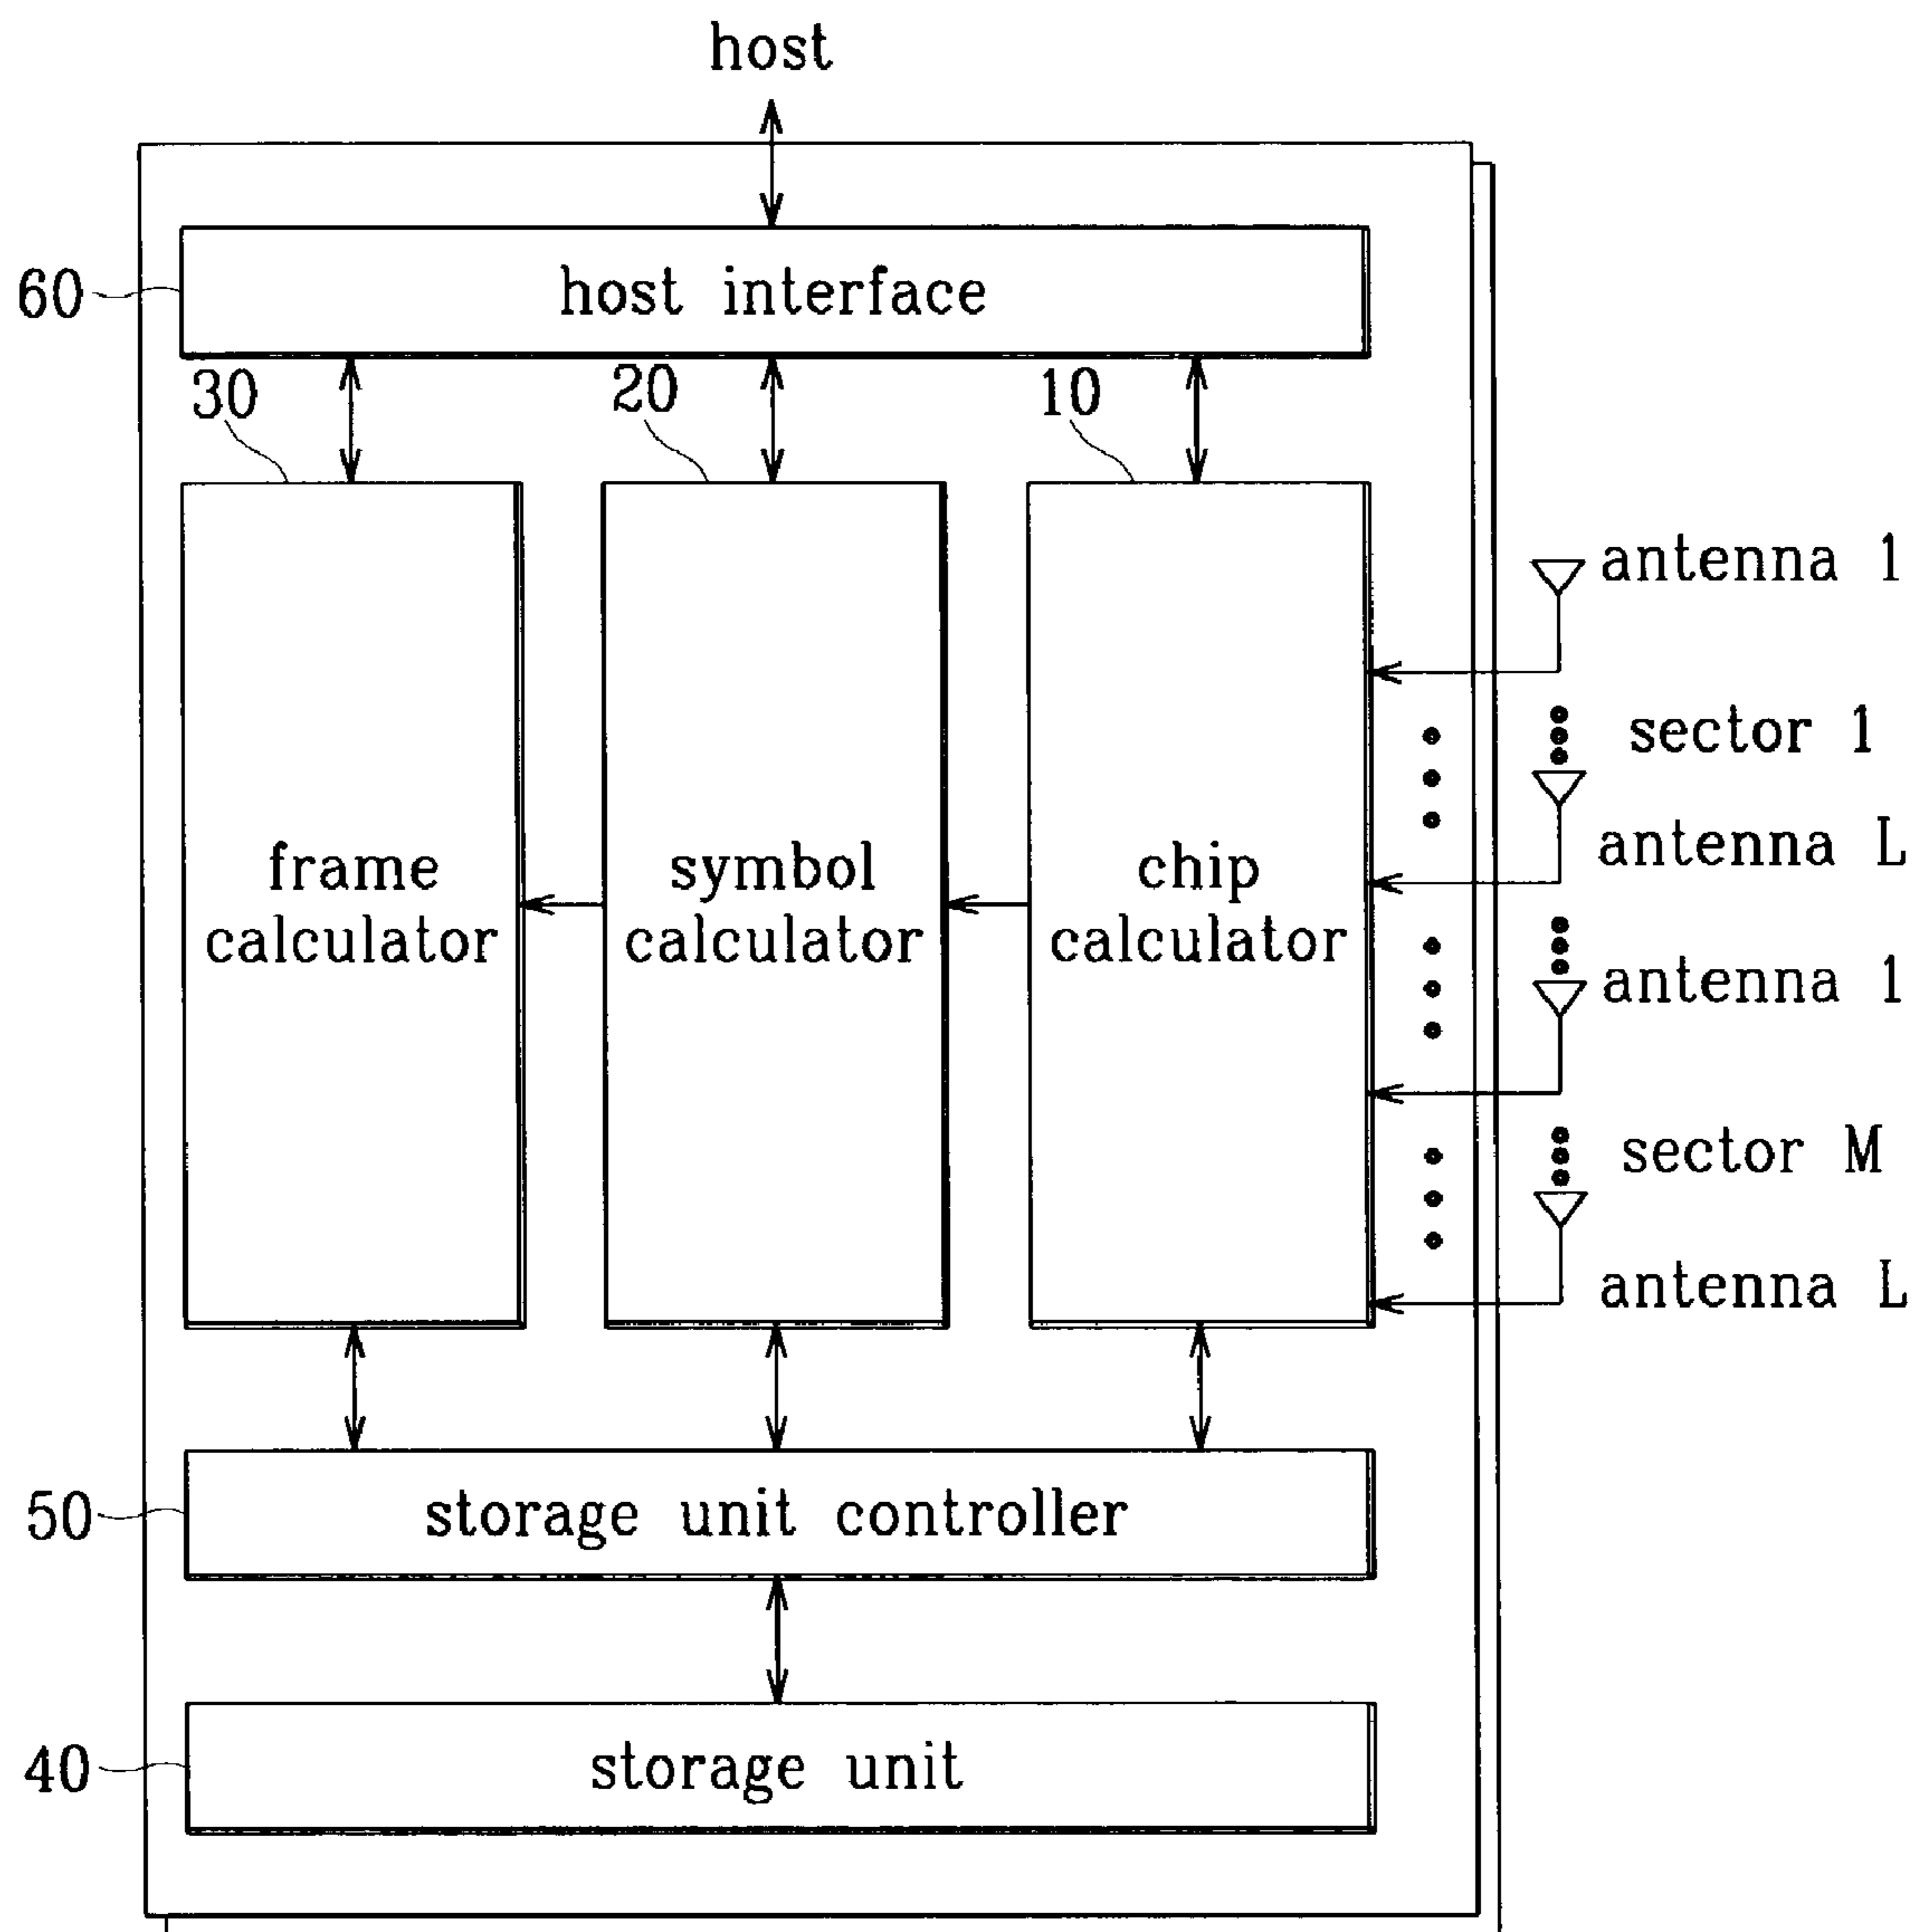 host
60
host interface
30
20
10
antenna 1
sector 1
antenna L
frame
calculator
symbol
calculator
chip
calculator
antenna 1
sector M
antenna L
50
storage unit controller
40
storage unit